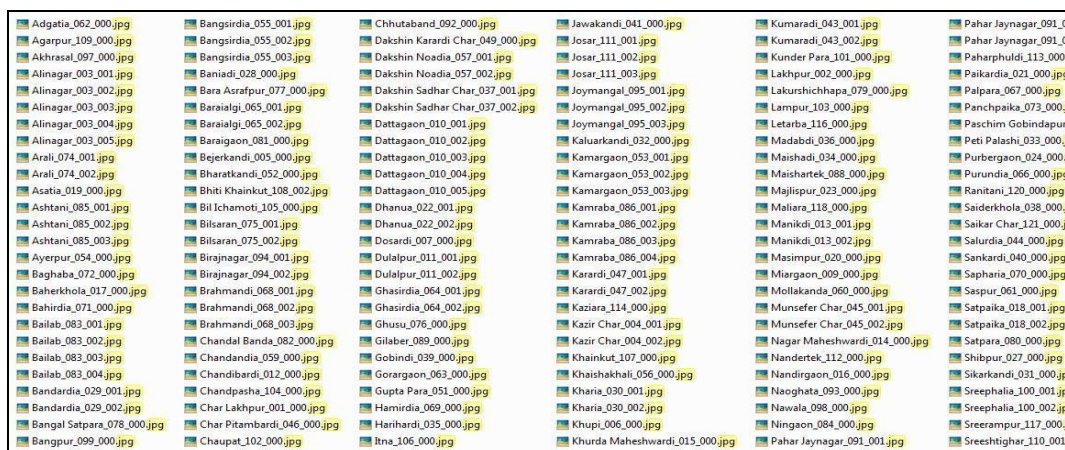 Adgatia_062_000.jpg
Agarpur_109_000.jpg
Akhrasal_097_000.jpg
Alinagar_003_001.jpg
Alinagar_003_002.jpg
Alinagar_003_003.jpg
Alinagar_003_004.jpg
Alinagar_003_005.jpg
Arali_074_001.jpg
Arali_074_002.jpg
Asatia_019_000.jpg
Ashtani_085_001.jpg
Ashtani_085_002.jpg
Ashtani_085_003.jpg
Ayerpur_054_000.jpg
Baghaba_072_000.jpg
Baherkhola_017_000.jpg
Bahirdia_071_000.jpg
Bailab_083_001.jpg
Bailab_083_002.jpg
Bailab_083_003.jpg
Bailab_083_004.jpg
Bandardia_029_001.jpg
Bandardia_029_002.jpg
Bangal Satpara_078_000.jpg
Bangpur_099_000.jpg
Bangsirdia_055_001.jpg
Bangsirdia_055_002.jpg
Bangsirdia_055_003.jpg
Baniadi_028_000.jpg
Bara Asrafpur_077_000.jpg
Baraialgi_065_001.jpg
Baraialgi_065_002.jpg
Baraigaon_081_000.jpg
Bejerkandi_005_000.jpg
Bharatkandi_052_000.jpg
Bhiti Khainkut_108_002.jpg
Bil Ichamoti_105_000.jpg
Bilsaran_075_001.jpg
Bilsaran_075_002.jpg
Birajnagar_094_001.jpg
Birajnagar_094_002.jpg
Brahmandi_068_001.jpg
Brahmandi_068_002.jpg
Brahmandi_068_003.jpg
Chandal Banda_082_000.jpg
Chandandia_059_000.jpg
Chandibardi_012_000.jpg
Chandpasha_104_000.jpg
Char Lakhpur_001_000.jpg
Char Pitambardi_046_000.jpg
Chaupat_102_000.jpg
Chhutaband_092_000.jpg
Dakshin Karardi Char_049_000.jpg
Dakshin Noadia_057_001.jpg
Dakshin Noadia_057_002.jpg
Dakshin Sadhar Char_037_001.jpg
Dakshin Sadhar Char_037_002.jpg
Dattagaon_010_001.jpg
Dattagaon_010_002.jpg
Dattagaon_010_003.jpg
Dattagaon_010_004.jpg
Dattagaon_010_005.jpg
Dhanua_022_001.jpg
Dhanua_022_002.jpg
Dosardi_007_000.jpg
Dulalpur_011_001.jpg
Dulalpur_011_002.jpg
Ghasirdia_064_001.jpg
Ghasirdia_064_002.jpg
Ghusu_076_000.jpg
Gilaber_089_000.jpg
Gobindi_039_000.jpg
Gorargaon_063_000.jpg
Gupta Para_051_000.jpg
Hamirdia_069_000.jpg
Harihardi_035_000.jpg
Itna_106_000.jpg
Jawakandi_041_000.jpg
Josar_111_001.jpg
Josar_111_002.jpg
Josar_111_003.jpg
Joymangal_095_001.jpg
Joymangal_095_002.jpg
Joymangal_095_003.jpg
Kaluarkandi_032_000.jpg
Kamargaon_053_001.jpg
Kamargaon_053_002.jpg
Kamargaon_053_003.jpg
Kamraba_086_001.jpg
Kamraba_086_002.jpg
Kamraba_086_003.jpg
Kamraba_086_004.jpg
Karardi_047_001.jpg
Karardi_047_002.jpg
Kaziara_114_000.jpg
Kazir Char_004_001.jpg
Kazir Char_004_002.jpg
Khainkut_107_000.jpg
Khaishakhali_056_000.jpg
Kharia_030_001.jpg
Kharia_030_002.jpg
Khupi_006_000.jpg
Khurda Maheshwardi_015_000.jpg
Kumaradi_043_001.jpg
Kumaradi_043_002.jpg
Kunder Para_101_000.jpg
Lakhpur_002_000.jpg
Lakurshichhapa_079_000.jpg
Lampur_103_000.jpg
Letarba_116_000.jpg
Madabdi_036_000.jpg
Maishadi_034_000.jpg
Maishartek_088_000.jpg
Majlispur_023_000.jpg
Maliara_118_000.jpg
Manikdi_013_001.jpg
Manikdi_013_002.jpg
Masimpur_020_000.jpg
Miargaon_009_000.jpg
Mollakanda_060_000.jpg
Munsefer Char_045_001.jpg
Munsefer Char_045_002.jpg
Nagar Maheshwardi_014_000.jpg
Nandertek_112_000.jpg
Nandirgaon_016_000.jpg
Naoghata_093_000.jpg
Nawala_098_000.jpg
Ningaon_084_000.jpg
Pahar Jaynagar_091_001.jpg
Pahar Jaynagar_091_0
Pahar Jaynagar_091_0
Paharphuldi_113_000
Paikardia_021_000.jpg
Palpara_067_000.jpg
Panchpaika_073_000.
Paschim Gobindapu
Peti Palashi_033_000.
Purbergaon_024_000.
Purundia_066_000.jpg
Ranitani_120_000.jpg
Saiderkhola_038_000.
Saikar Char_121_000.j
Salurdia_044_000.jpg
Sankardi_040_000.jpg
Sapharia_070_000.jpg
Saspur_061_000.jpg
Satpaika_018_001.jpg
Satpaika_018_002.jpg
Satpara_080_000.jpg
Shibpur_027_000.jpg
Sikarkandi_031_000.jp
Sreephalia_100_001.jp
Sreephalia_100_002.jp
Sreerampur_117_000.j
Sreeshtighar_110_001